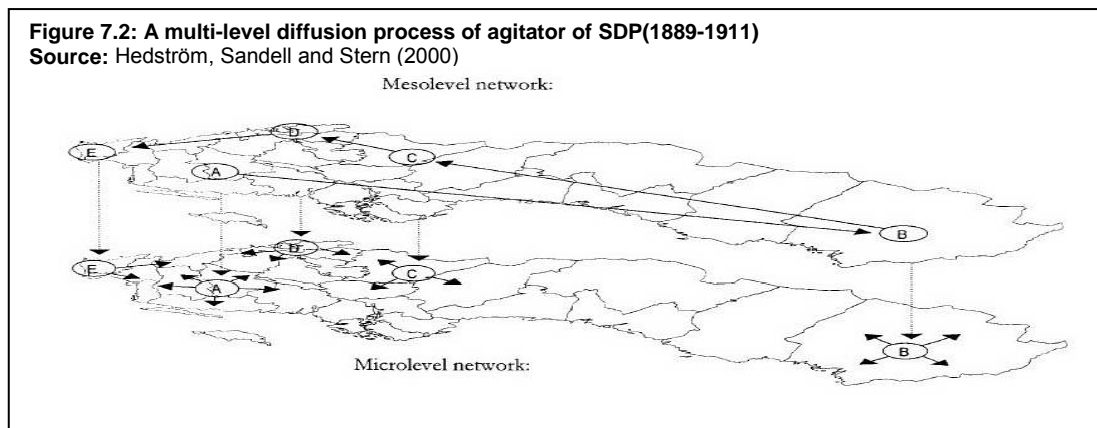 Figure 7.2: A multi-level diffusion process of agitator of SDP(1889-1911)
Source: Hedström, Sandell and Stern (2000)
Mesolevel network:
D
E
C
A
B
D
E
C
A
B
Microlevel network: